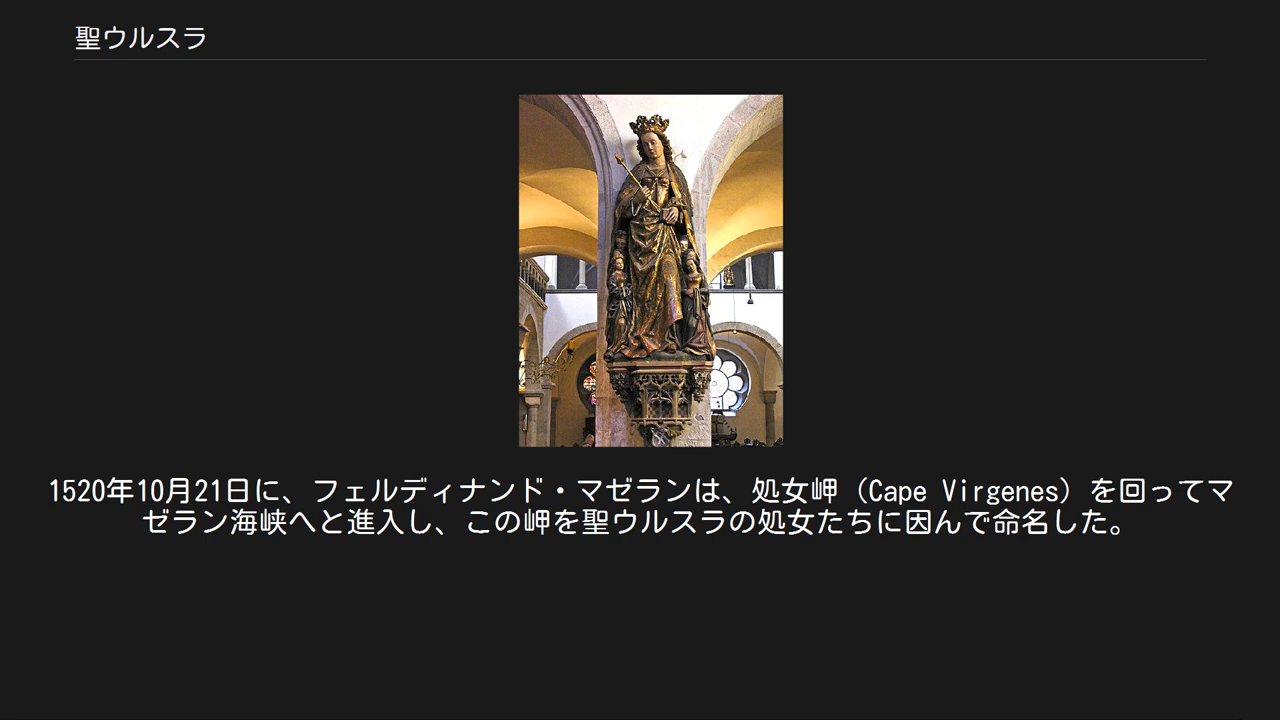 聖ウルスラ
1520年10月21日に、フェルディナンド・マゼランは、処女岬（Cape Virgenes）を回ってマ
ゼラン海峡へと進入し、この岬を聖ウルスラの処女たちに因んで命名した。